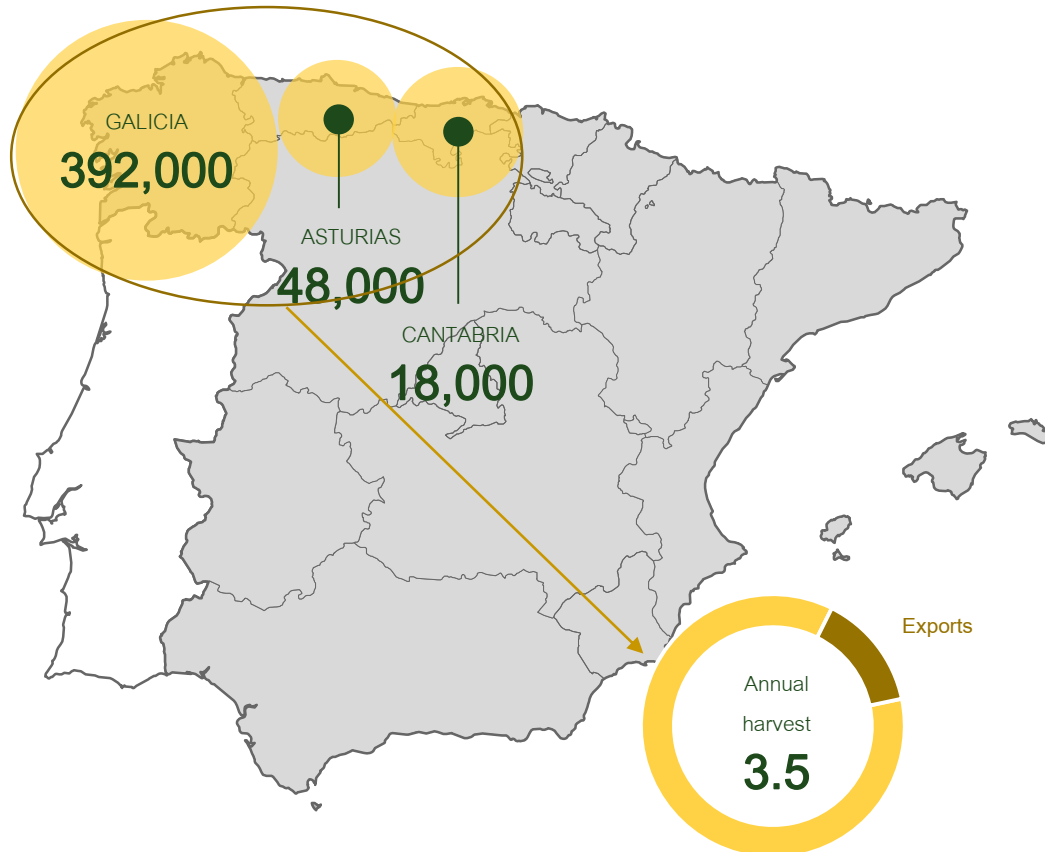 GALICIA
392,000
ASTURIAS
48,000
CANTABRIA
18,000
Exports
Annual
harvest
3.5